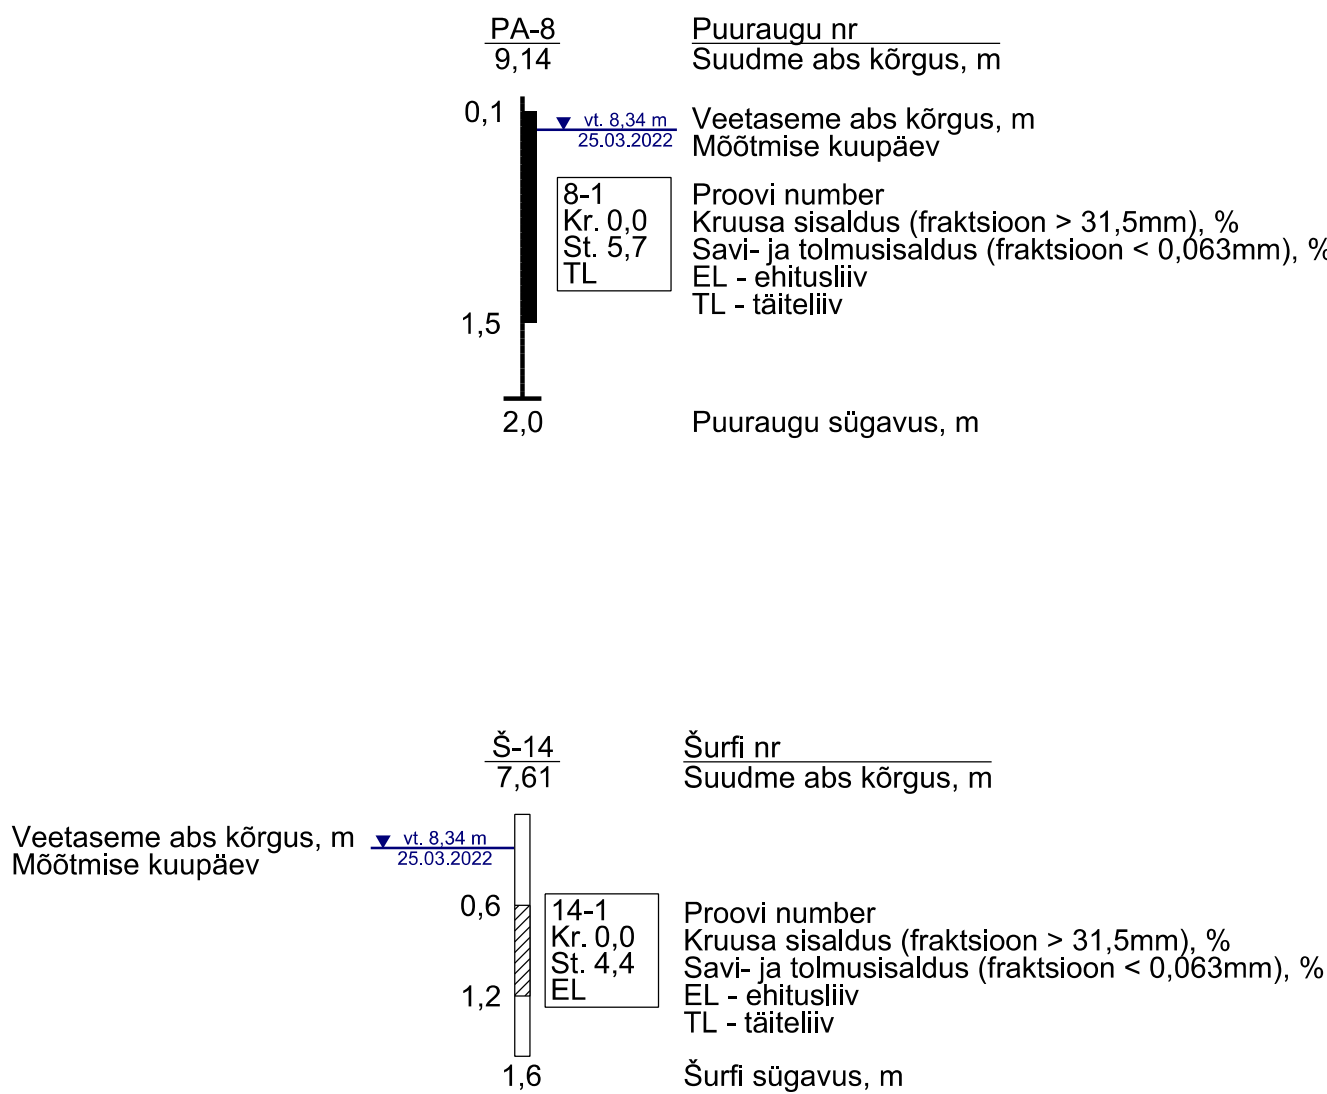 PA-8
9,14
Puuraugu nr
Suudme abs kõrgus, m
0,1
vt. 8,34 m
25.03.2022
Veetaseme abs kõrgus, m
Mõõtmise kuupäev
8-1
Kr. 0,0
St. 5,7
TL
Proovi number
Kruusa sisaldus (fraktsioon > 31,5mm), %
Savi- ja tolmusisaldus (fraktsioon < 0,063mm), %
EL - ehitusliiv
TL - täiteliiv
1,5
2,0
Puuraugu sügavus, m
Š-14
7,61
Šurfi nr
Suudme abs kõrgus, m
Veetaseme abs kõrgus, m
Mõõtmise kuupäev
vt. 8,34 m
25.03.2022
0,6
14-1
Kr. 0,0
St. 4,4
EL
Proovi number
Kruusa sisaldus (fraktsioon > 31,5mm), %
Savi- ja tolmusisaldus (fraktsioon < 0,063mm), %
EL - ehitusliiv
TL - täiteliiv
1,2
1,6
Šurfi sügavus, m